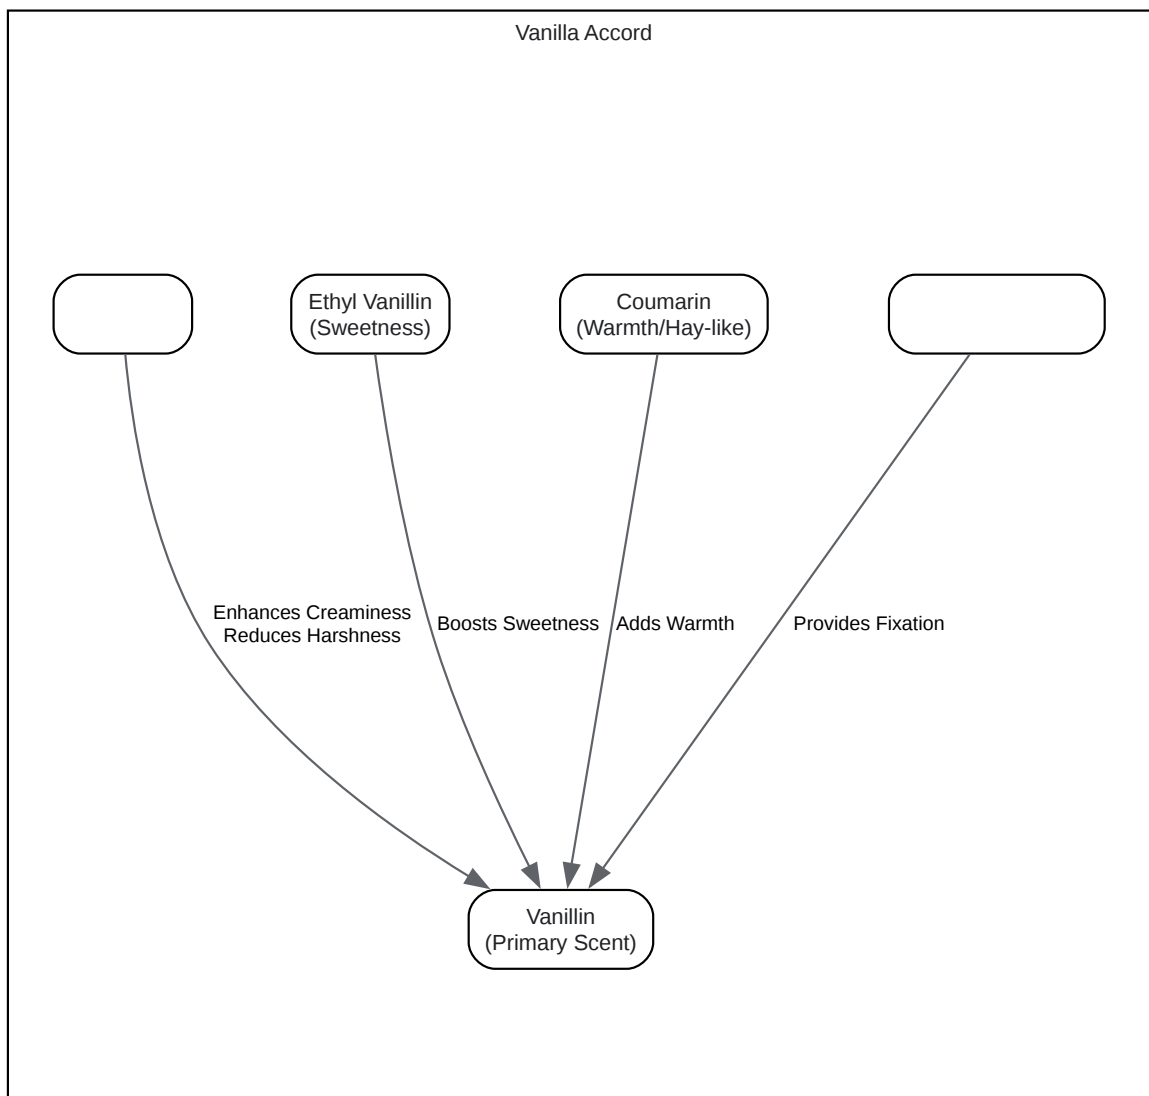 Vanilla Accord
Ethyl Vanillin
(Sweetness)
Coumarin
(Warmth/Hay-like)
Enhances Creaminess
Reduces Harshness
Boosts Sweetness
Adds Warmth
Provides Fixation
Vanillin
(Primary Scent)